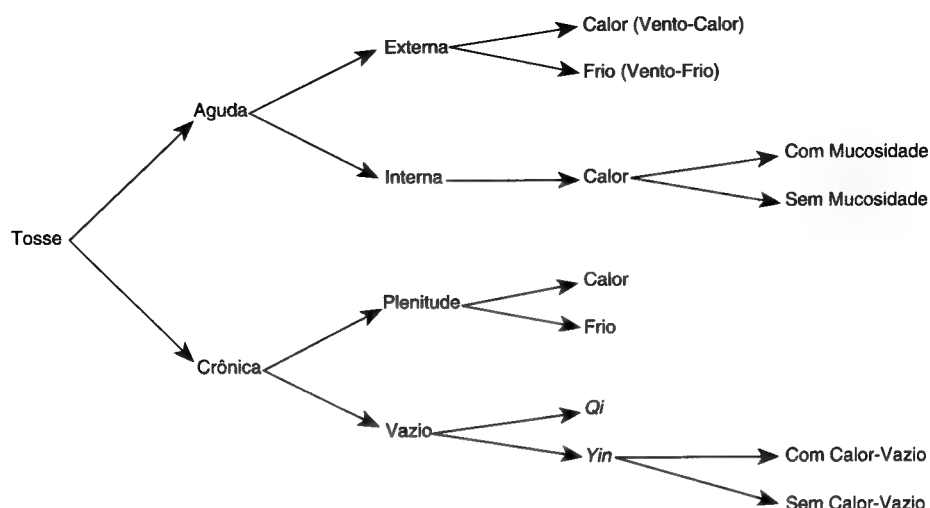 Calor (Vento-Calor)
Externa
Frio (Vento-Frio)
Aguda
Com Mucosidade
Interna
Calor
Sem Mucosidade
Tosse
Calor
Plenitude
Frio
Crônica
Qi
Vazio
Yin
Com Calor-Vazio
Sem Calor-Vazio